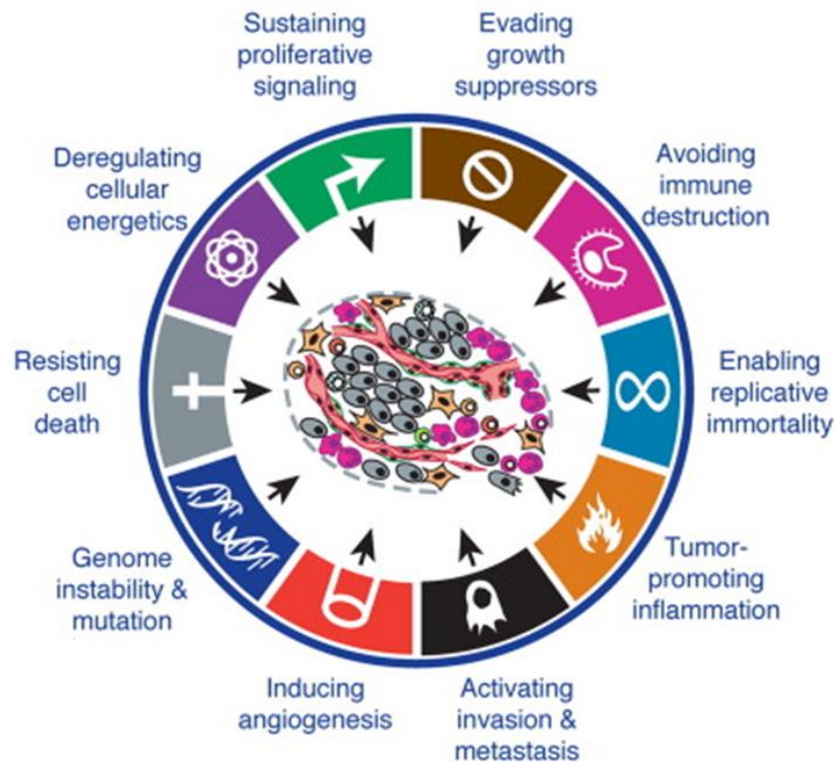 Sustaining
proliferative
signaling
Evading
growth
suppressors
Deregulating
cellular
energetics
Avoiding
immune
destruction
Resisting
cell
death
Enabling
replicative
immortality
Genome
instability &
mutation
Tumor-
promoting
inflammation
Inducing
angiogenesis
Activating
invasion &
metastasis